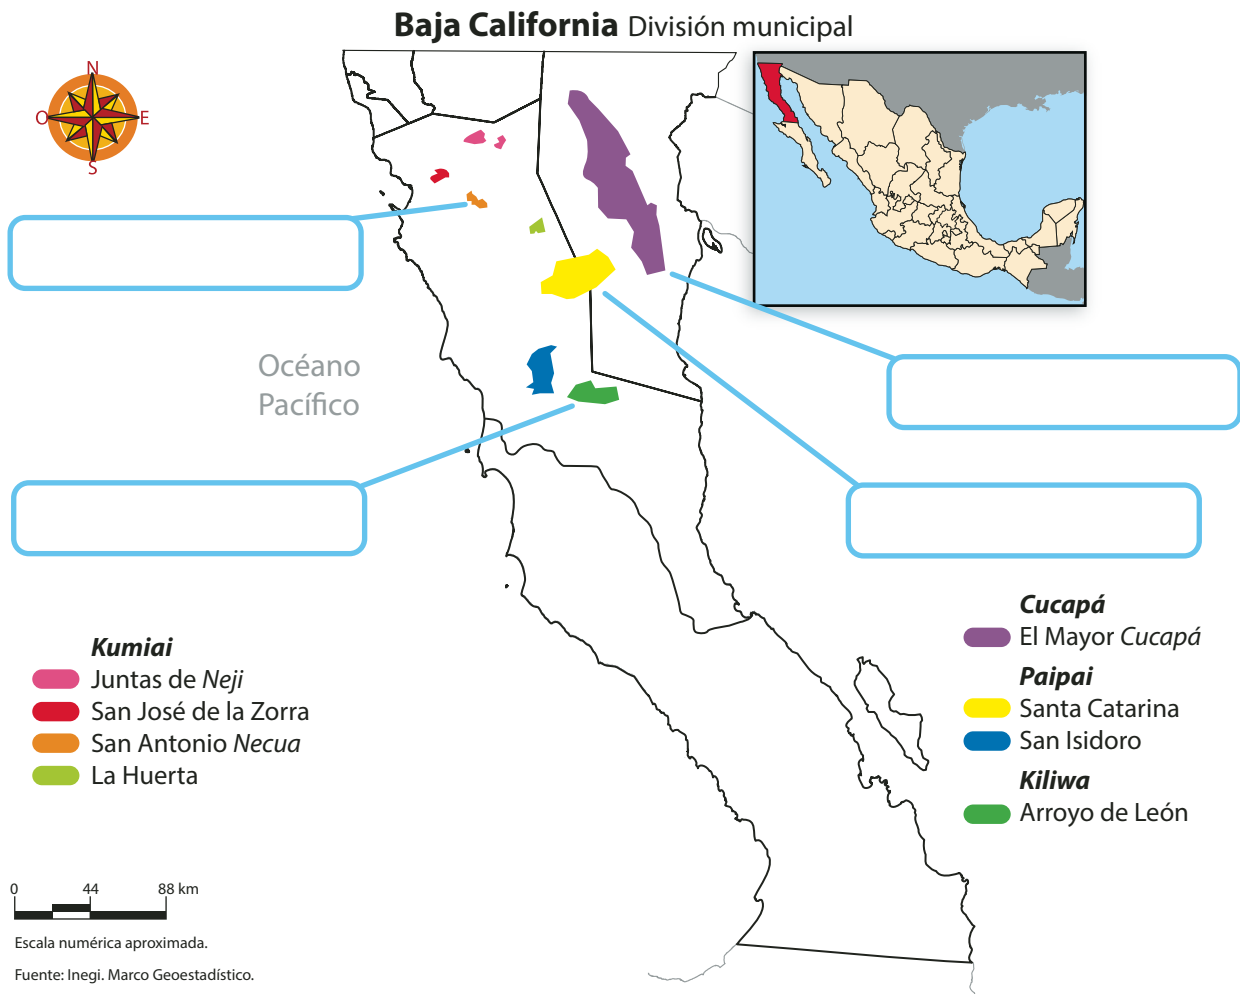 Baja California División municipal
N
O
E
S
Océano
Pacífico
Kumiai
Juntas de Neji
San José de la Zorra
San Antonio Necua
La Huerta
Cucapá
El Mayor Cucapá
Paipai
Santa Catarina
San Isidoro
Kiliwa
Arroyo de León
0 44 88 km
Escala numérica aproximada.
Fuente: Inegi. Marco Geoestadístico.